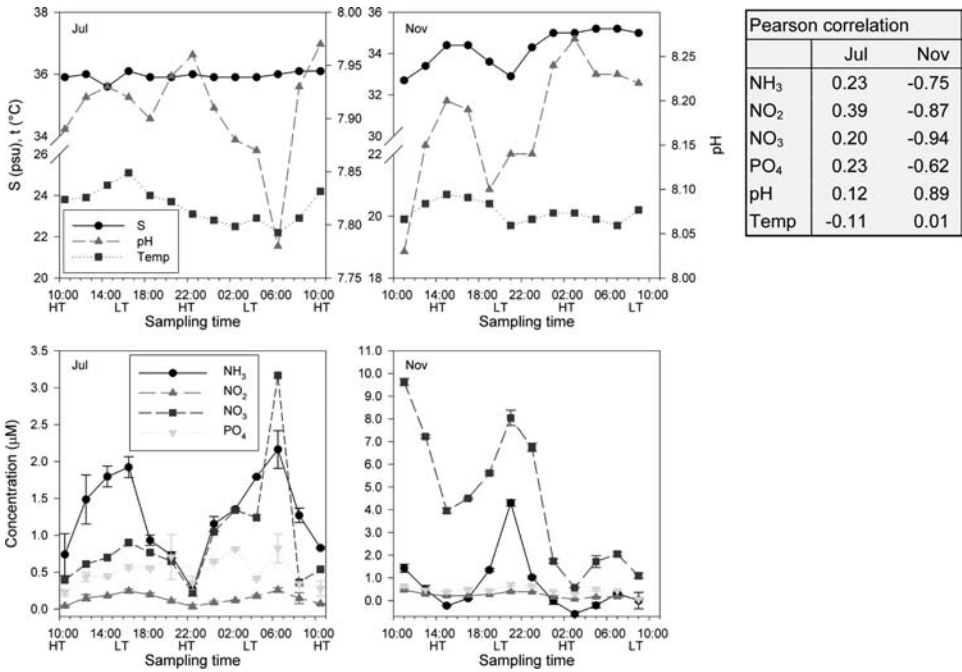 Jul
Nov
S (psu), t (°C)
36
34
26
24
22
20
8.00
7.95
7.90
7.85
7.80
7.75
S
pH
Temp
10:00 14:00 18:00 22:00 02:00 06:00 10:00
HT LT HT LT HT
Sampling time
36
34
32
30
22
20
18
8.25
8.20
8.15
8.10
8.05
8.00
pH
10:00 14:00 18:00 22:00 02:00 06:00 10:00
HT LT HT LT
Sampling time
Pearson correlation
Jul Nov
NH3 0.23 -0.75
NO2 0.39 -0.87
NO3 0.20 -0.94
PO4 0.23 -0.62
pH 0.12 0.89
Temp -0.11 0.01
Jul
Nov
Concentration (µM)
3.5
3.0
2.5
2.0
1.5
1.0
0.5
0.0
NH3
NO2
NO3
PO4
10:00 14:00 18:00 22:00 02:00 06:00 10:00
HT LT HT LT HT
Sampling time
11.0
10.0
9.0
8.0
7.0
6.0
5.0
4.0
3.0
2.0
1.0
0.0
10:00 14:00 18:00 22:00 02:00 06:00 10:00
HT LT HT LT
Sampling time